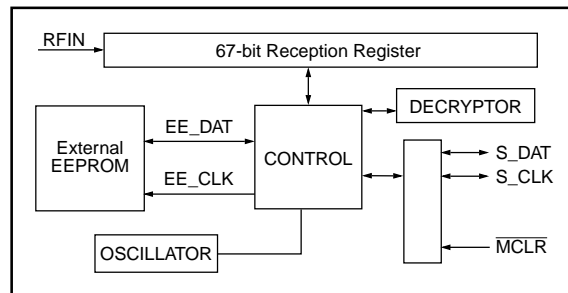 RFIN
67-bit Reception Register
DECRYPTOR
External
EEPROM
EE_DAT
EE_CLK
CONTROL
S_DAT
S_CLK
MCLR
OSCILLATOR